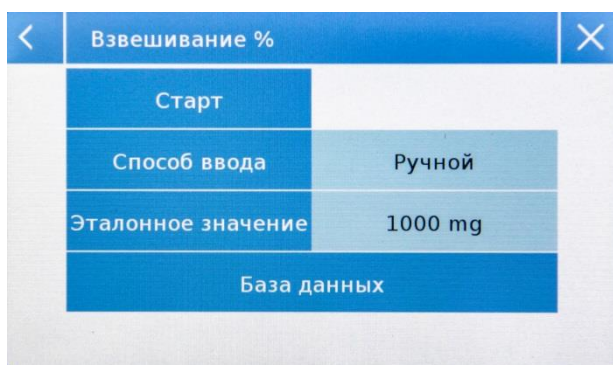 Взвешивание %
Старт
Способ ввода Ручной
Эталонное значение 1000 mg
База данных